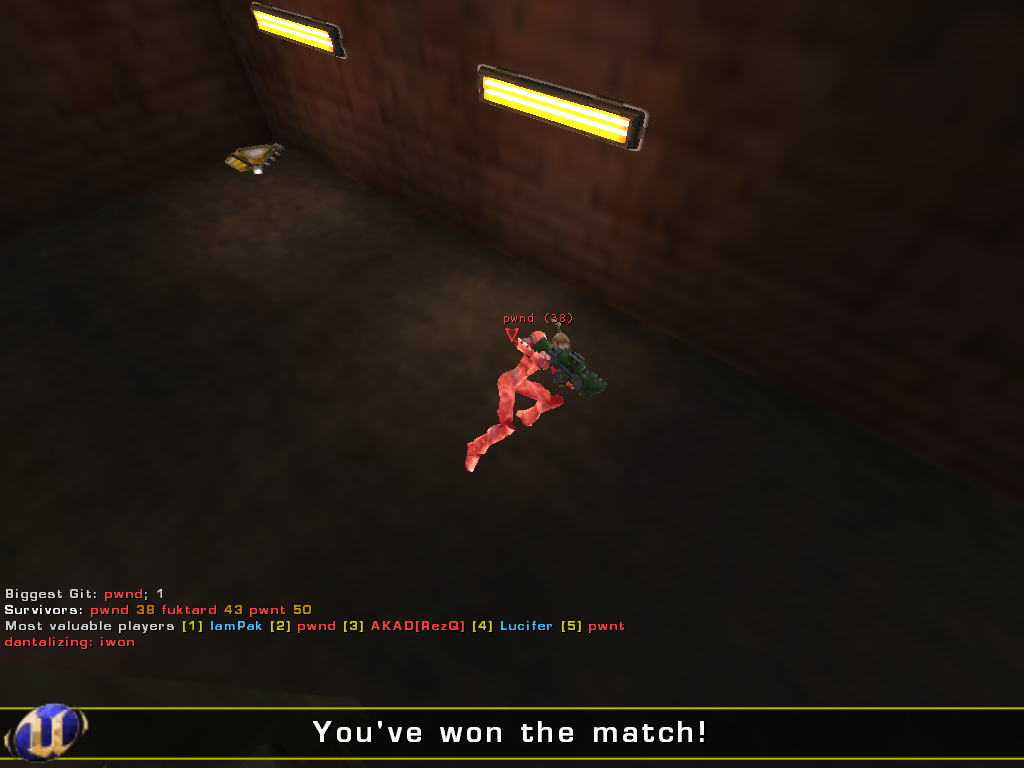 pwnd (38)
Biggest Git: pwnd; 1
Survivors: pwnd 38 fuktard 43 pwnt 50
Most valuable players [1] IamPak [2] pwnd [3] AKAD[RezQ] [4] Lucifer [5] pwnt
dantalizing: iwon
You've won the match!